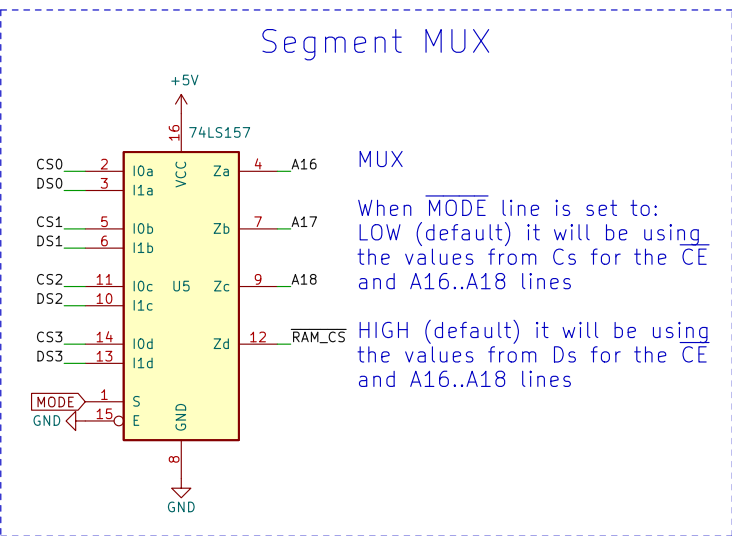 Segment MUX
+5V
16
74LS157
VCC
CS0 2 I0a Za 4 A16
DS0 3 I1a
CS1 5 I0b Zb 7 A17
DS1 6 I1b
CS2 11 I0c U5 Zc 9 A18
DS2 10 I1c
CS3 14 I0d Zd 12 RAM_CS
DS3 13 I1d
MODE 1 S
GND 15 E
GND
8
GND
MUX
When MODE line is set to:
LOW (default) it will be using
the values from Cs for the CE
and A16..A18 lines
HIGH (default) it will be using
the values from Ds for the CE
and A16..A18 lines